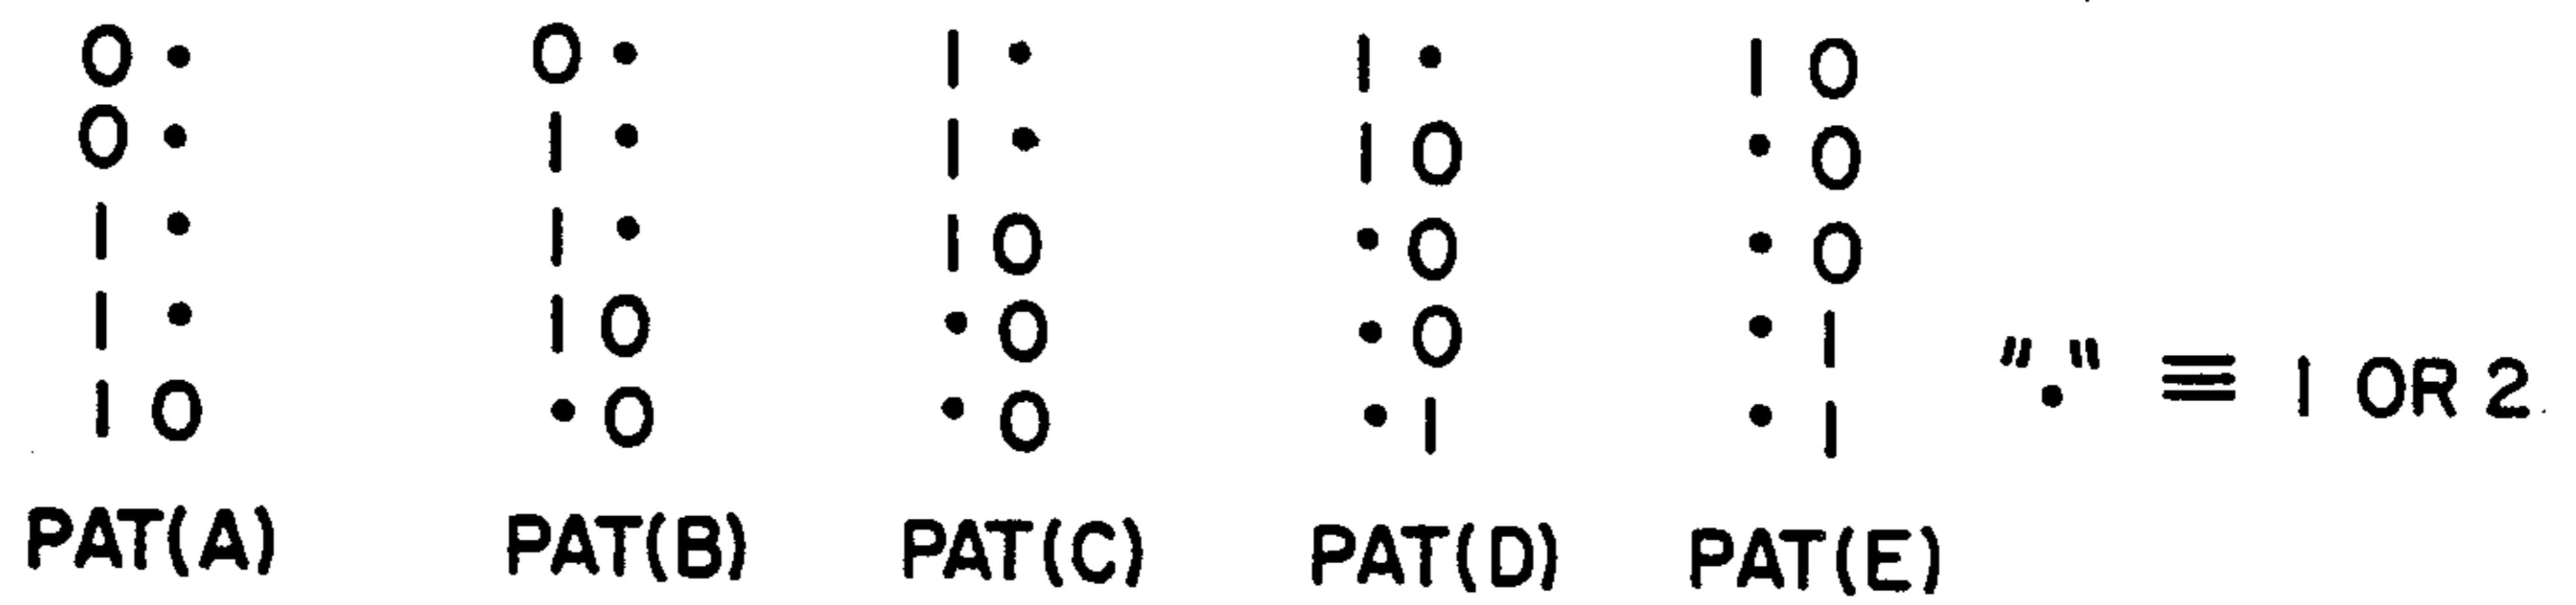 0 • 0 • 1 • 1 • 1 0
0 • 1 • 1 • 1 0 • 0
1 • 1 • 1 0 • 0 • 0
1 • 1 0 • 0 • 0 • 1
1 0 • 0 • 0 • 1 • 1 "•" ≡ 1 OR 2
PAT(A) PAT(B) PAT(C) PAT(D) PAT(E)